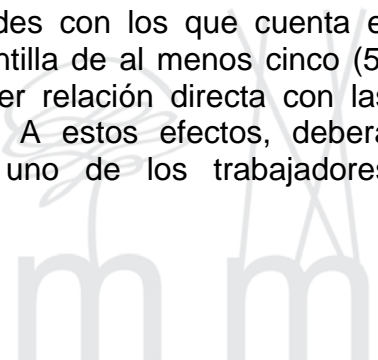 des con los que cuenta e
ntilla de al menos cinco (5
er relación directa con las
A estos efectos, deberá
uno de los trabajadores
m m